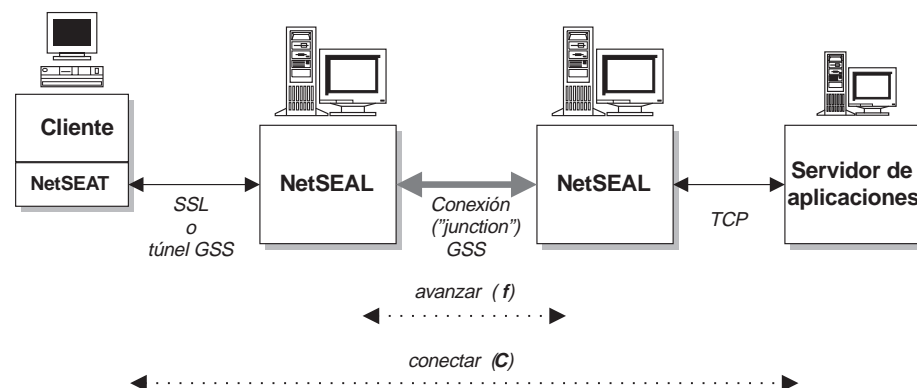 Cliente
NetSEAT
SSL
o
túnel GSS
NetSEAL
Conexión
("junction")
GSS
NetSEAL
TCP
Servidor de
aplicaciones
avanzar ( f)
conectar (C)